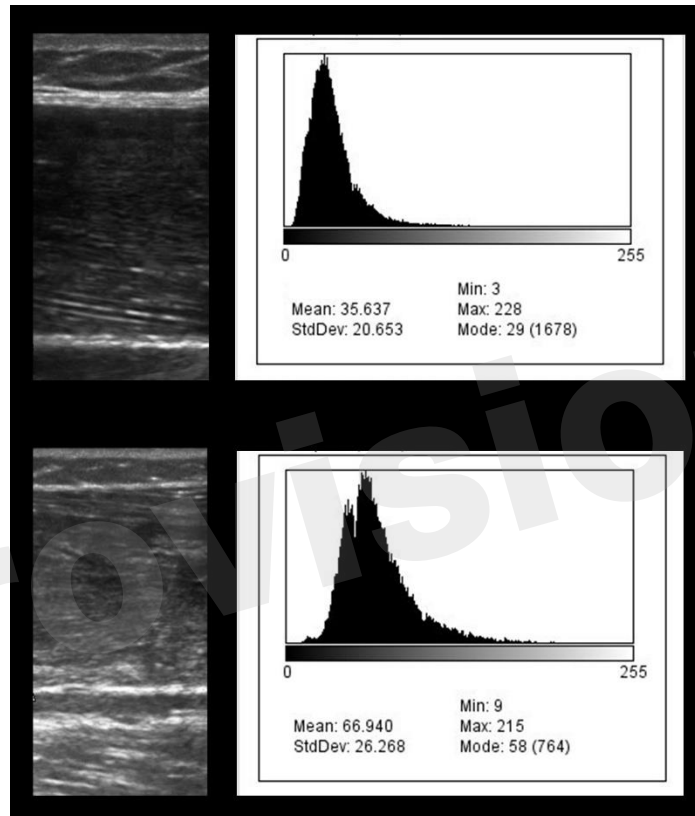 0
255
Min: 3
Mean: 35.637
Max: 228
StdDev: 20.653
Mode: 29 (1678)
0
255
Min: 9
Mean: 66.940
Max: 215
StdDev: 26.268
Mode: 58 (764)